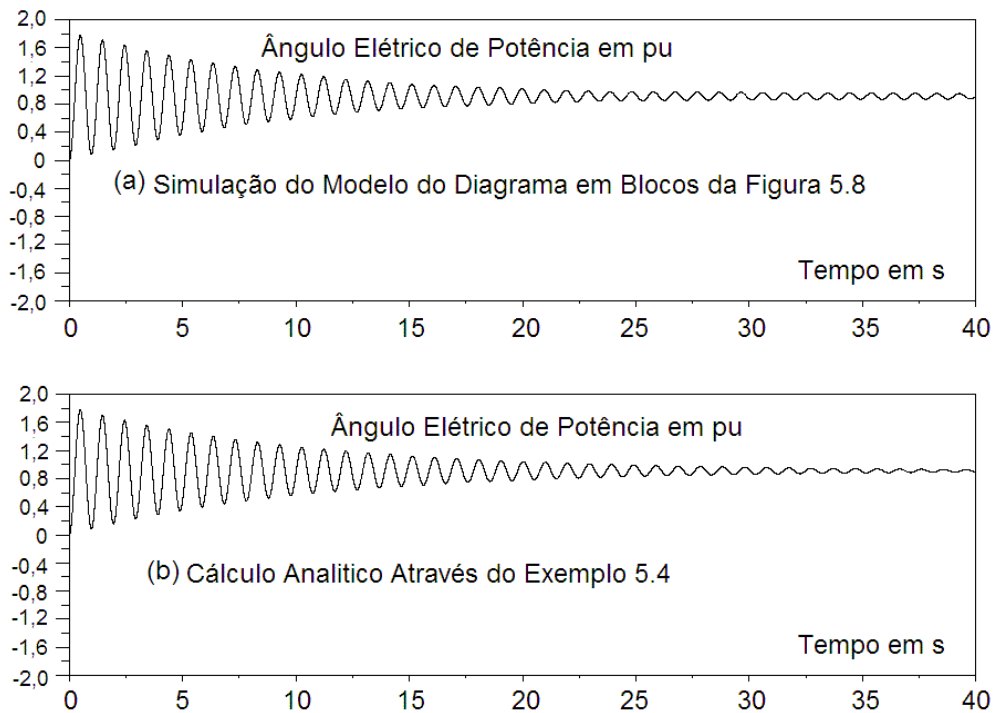 2,0
1,6
1,2
0,8
0,4
0
-0,4
-0,8
-1,2
-1,6
-2,0
Ângulo Elétrico de Potência em pu
(a) Simulação do Modelo do Diagrama em Blocos da Figura 5.8
Tempo em s
0 5 10 15 20 25 30 35 40
2,0
1,6
1,2
0,8
0,4
0
-0,4
-0,8
-1,2
-1,6
-2,0
Ângulo Elétrico de Potência em pu
(b) Cálculo Analitico Através do Exemplo 5.4
Tempo em s
0 5 10 15 20 25 30 35 40